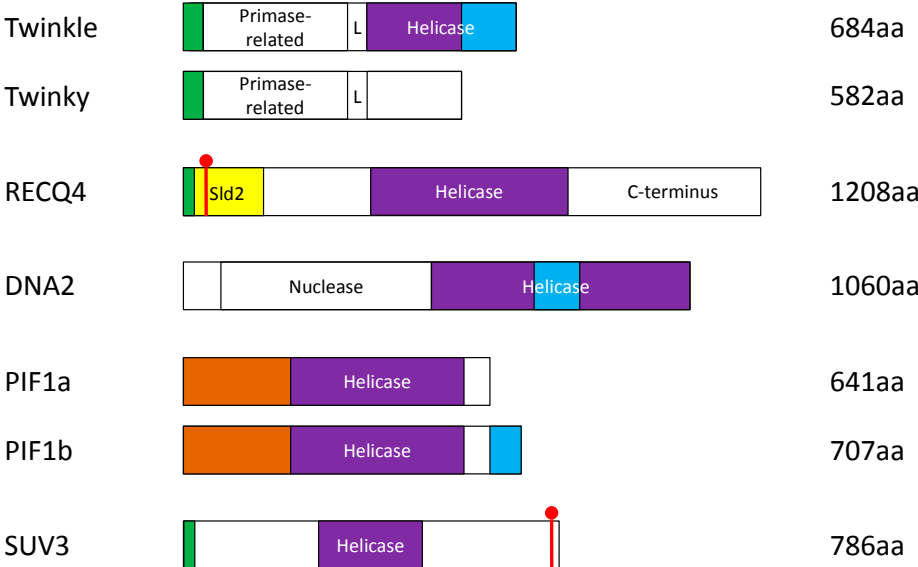 Twinkle Primase-related L Helicase 684aa
Twinky Primase-related L 582aa
RECQ4 Sld2 Helicase C-terminus 1208aa
DNA2 Nuclease Helicase 1060aa
PIF1a Helicase 641aa
PIF1b Helicase 707aa
SUV3 Helicase 786aa